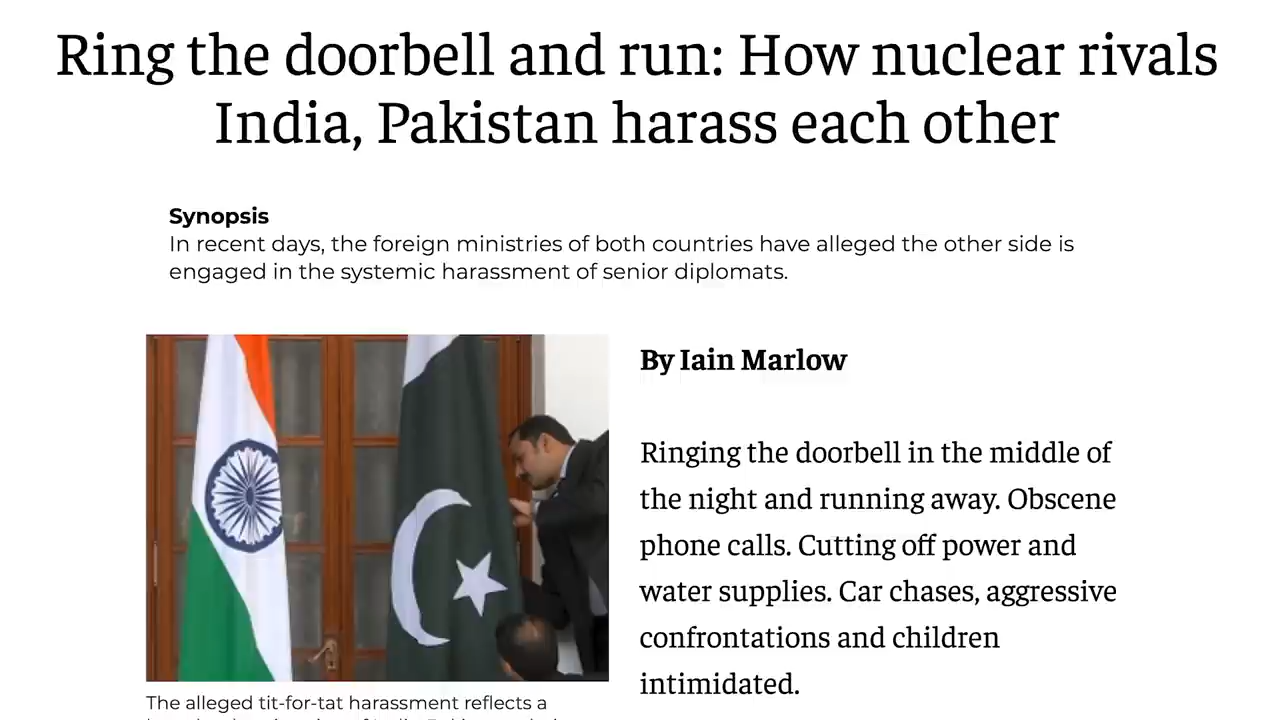 Ring the doorbell and run: How nuclear rivals
India, Pakistan harass each other
Synopsis
In recent days, the foreign ministries of both countries have alleged the other side is
engaged in the systemic harassment of senior diplomats.
By Iain Marlow
Ringing the doorbell in the middle of
the night and running away. Obscene
phone calls. Cutting off power and
water supplies. Car chases, aggressive
confrontations and children
intimidated.
The alleged tit-for-tat harassment reflects a